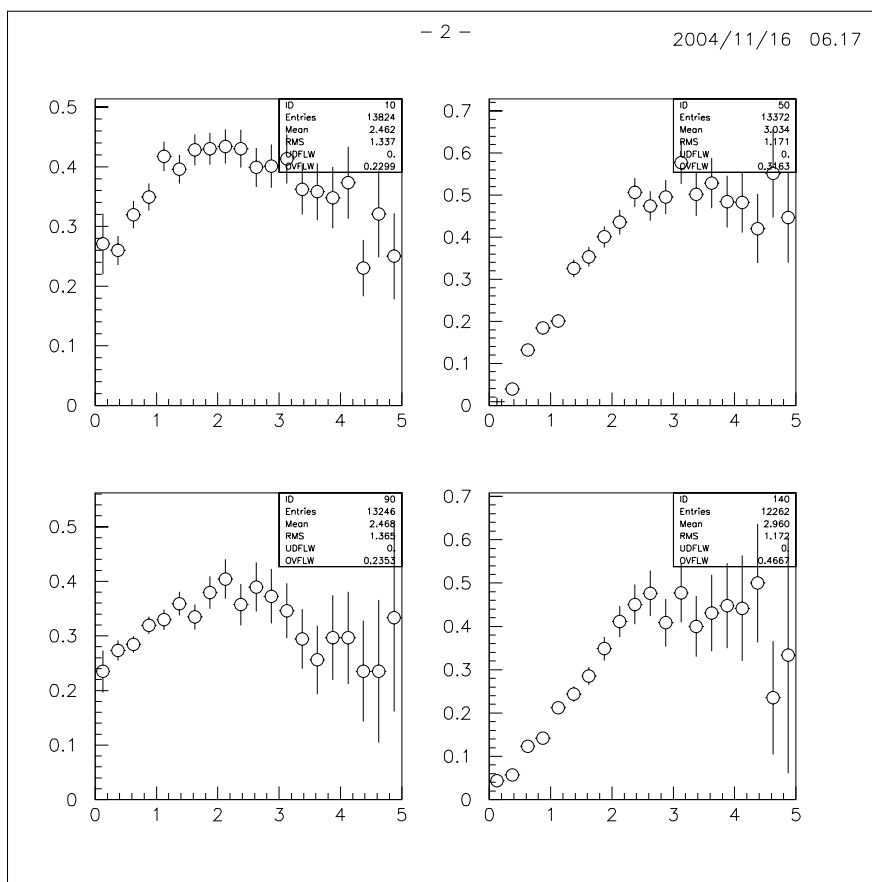 - 2 -
2004/11/16 06.17
ID 10
Entries 13824
Mean 2.462
RMS 1.337
UDFLW 0.
OVFLW 0.2299
0.5
0.4
0.3
0.2
0.1
0
0 1 2 3 4 5
ID 50
Entries 13372
Mean 3.034
RMS 1.171
UDFLW 0.
OVFLW 0.3163
0.7
0.6
0.5
0.4
0.3
0.2
0.1
0
0 1 2 3 4 5
ID 90
Entries 13246
Mean 2.468
RMS 1.365
UDFLW 0.
OVFLW 0.2353
0.5
0.4
0.3
0.2
0.1
0
0 1 2 3 4 5
ID 140
Entries 12262
Mean 2.960
RMS 1.172
UDFLW 0.
OVFLW 0.4667
0.7
0.6
0.5
0.4
0.3
0.2
0.1
0
0 1 2 3 4 5